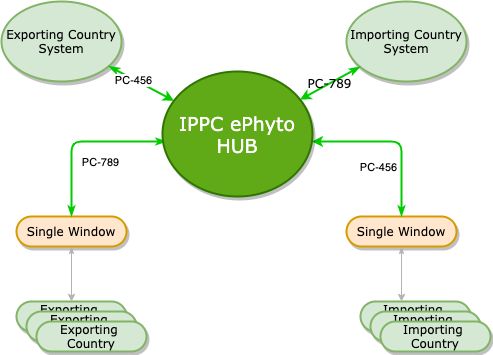 Exporting Country
System
Importing Country
System
PC-456
PC-789
IPPC ePhyto
HUB
PC-789
PC-456
Single Window
Single Window
Exporting
Exporting
Exporting
Country
Importing
Importing
Importing
Country